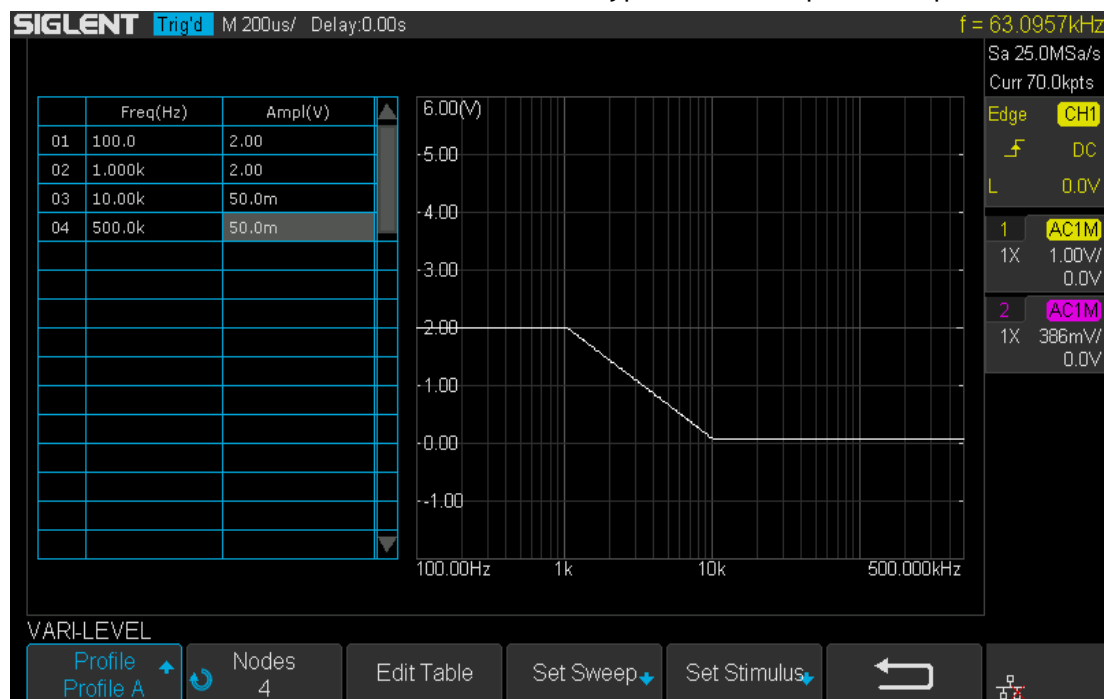 SIGLENT Trig'd M 200us/ Delay:0.00s f = 63.0957kHz
Sa 25.0MSa/s
Curr 70.0kpts
Edge CH1
DC
L 0.0V
1 AC1M
1X 1.00V/
0.0V
2 AC1M
1X 386mV/
0.0V
Freq(Hz) Ampl(V)
01 100.0 2.00
02 1.000k 2.00
03 10.00k 50.0m
04 500.0k 50.0m
6.00(V)
5.00
4.00
3.00
2.00
1.00
0.00
-1.00
100.00Hz 1k 10k 500.000kHz
VARI-LEVEL
Profile
Profile A
Nodes
4
Edit Table
Set Sweep
Set Stimulus